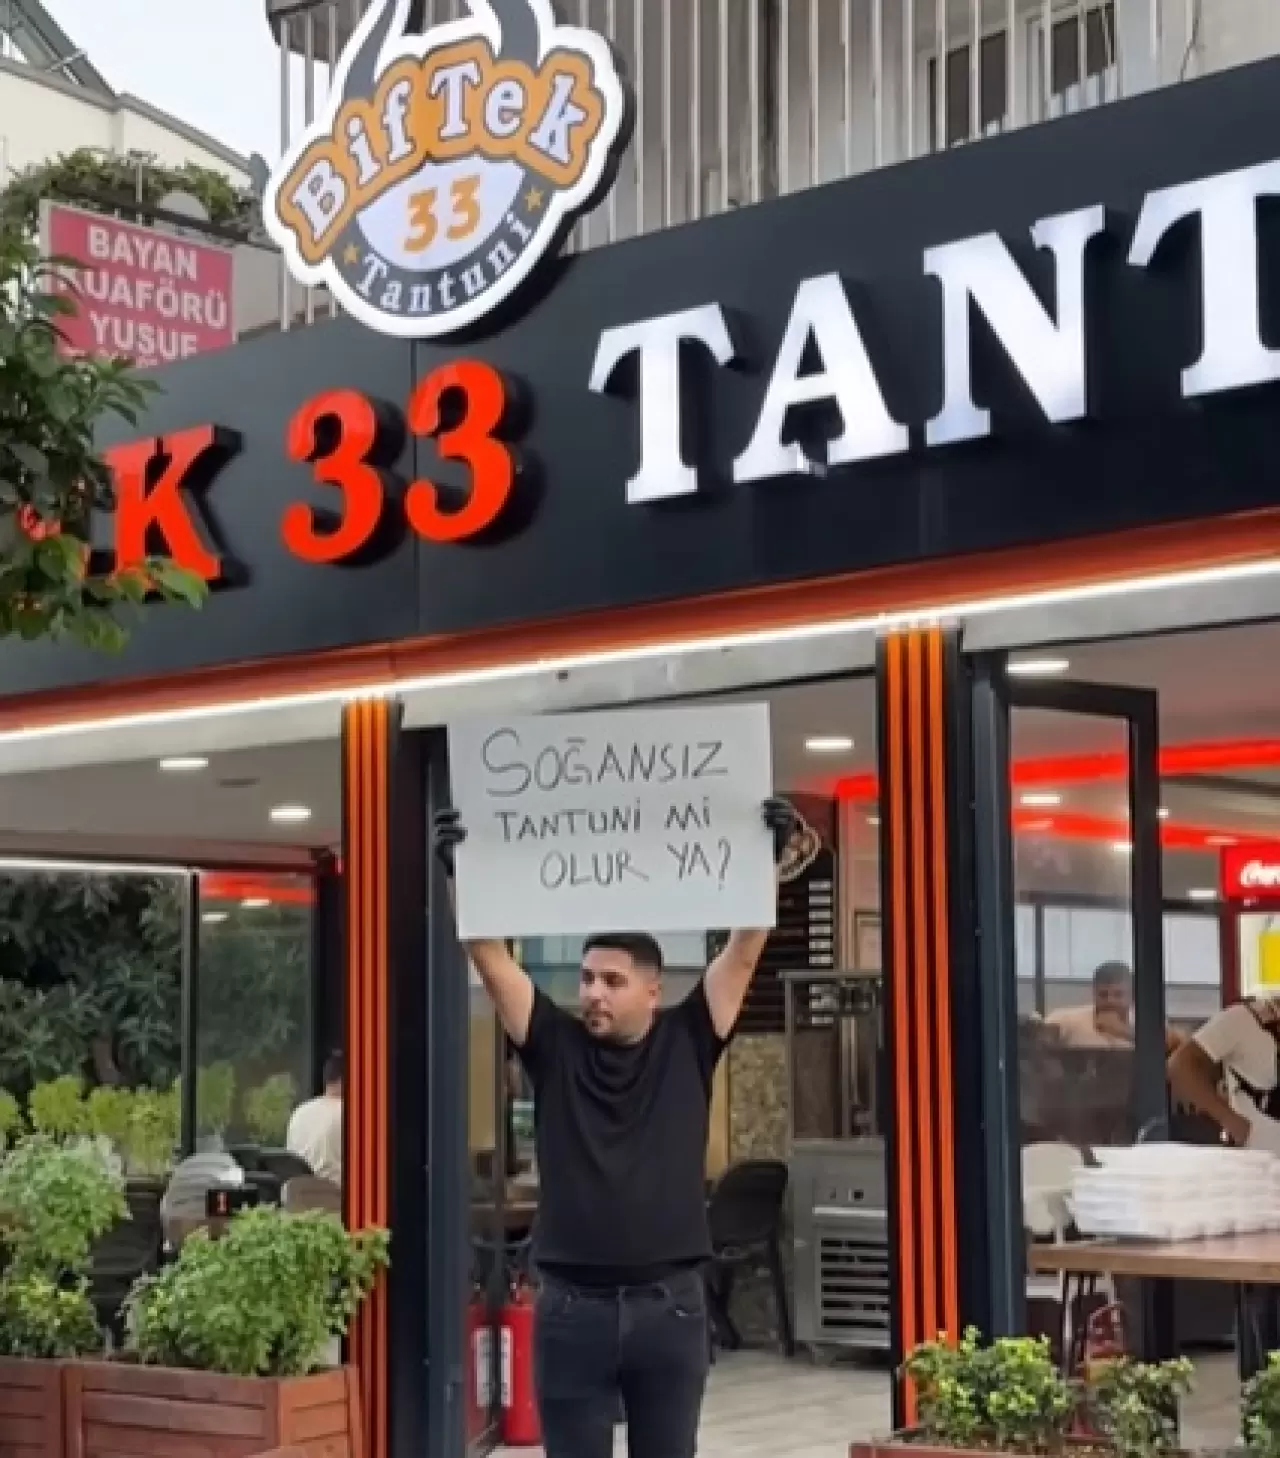 BifTek
33
Tantuni
BAYAN
KUAFÖRÜ
YUSUF
K 33 TANT
SOĞANSIZ
TANTUNİ Mİ
OLUR YA?